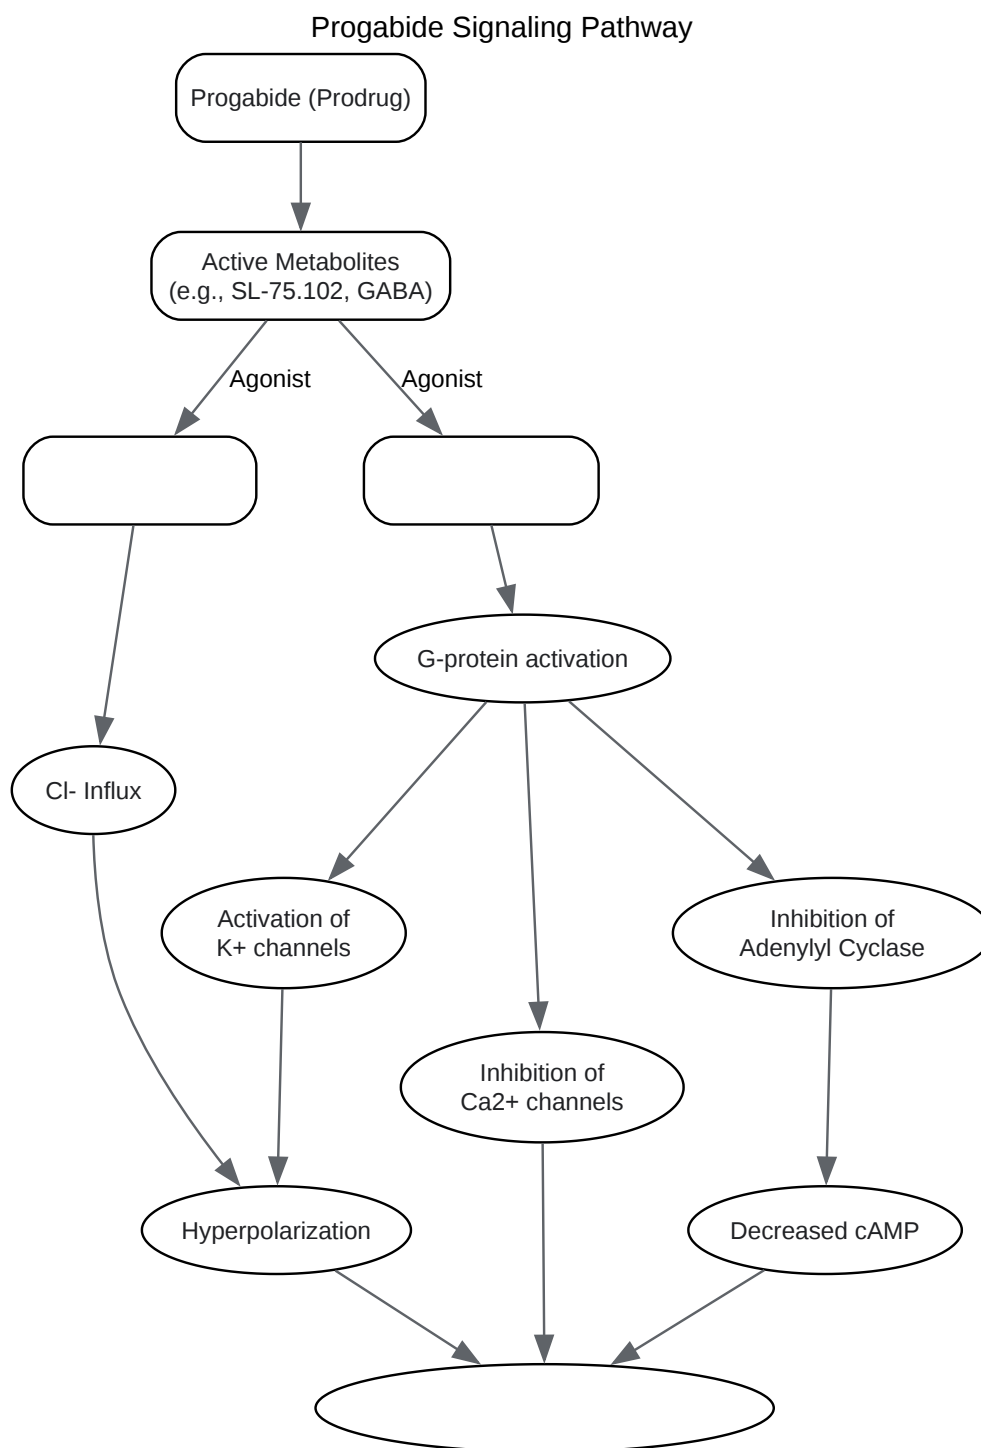 Progabide Signaling Pathway
Progabide (Prodrug)
Active Metabolites
(e.g., SL-75.102, GABA)
Agonist
Agonist
G-protein activation
Cl- Influx
Activation of
K+ channels
Inhibition of
Adenylyl Cyclase
Inhibition of
Ca2+ channels
Hyperpolarization
Decreased cAMP